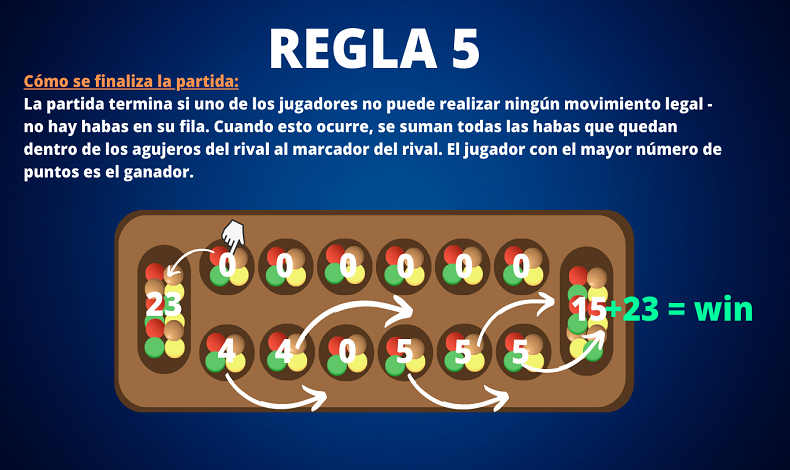 REGLA 5
Cómo se finaliza la partida:
La partida termina si uno de los jugadores no puede realizar ningún movimiento legal -
no hay habas en su fila. Cuando esto ocurre, se suman todas las habas que quedan
dentro de los agujeros del rival al marcador del rival. El jugador con el mayor número de
puntos es el ganador.
0 0 0 0 0 0
23 15+23 = win
4 4 0 5 5 5